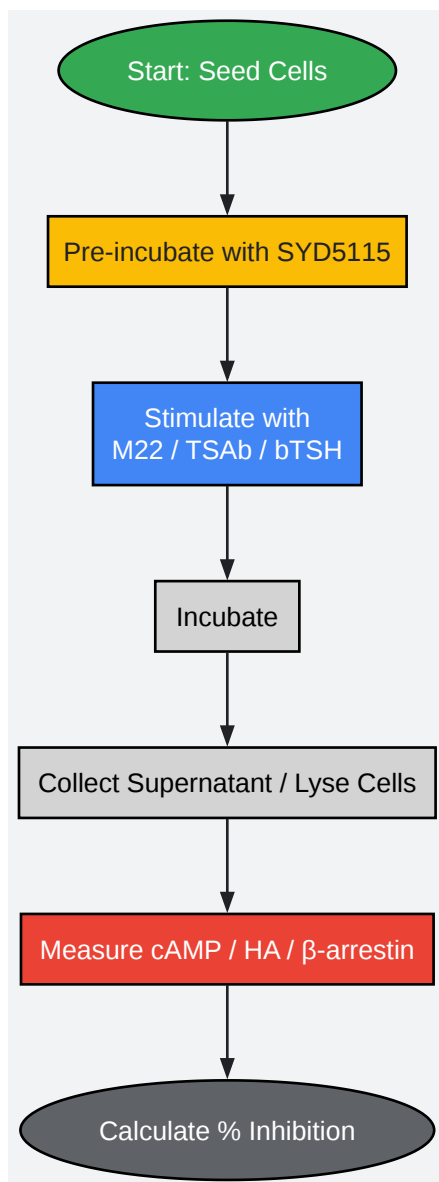 Start: Seed Cells
Pre-incubate with SYD5115
Stimulate with
M22 / TSAb / bTSH
Incubate
Collect Supernatant / Lyse Cells
Measure cAMP / HA / β-arrestin
Calculate % Inhibition